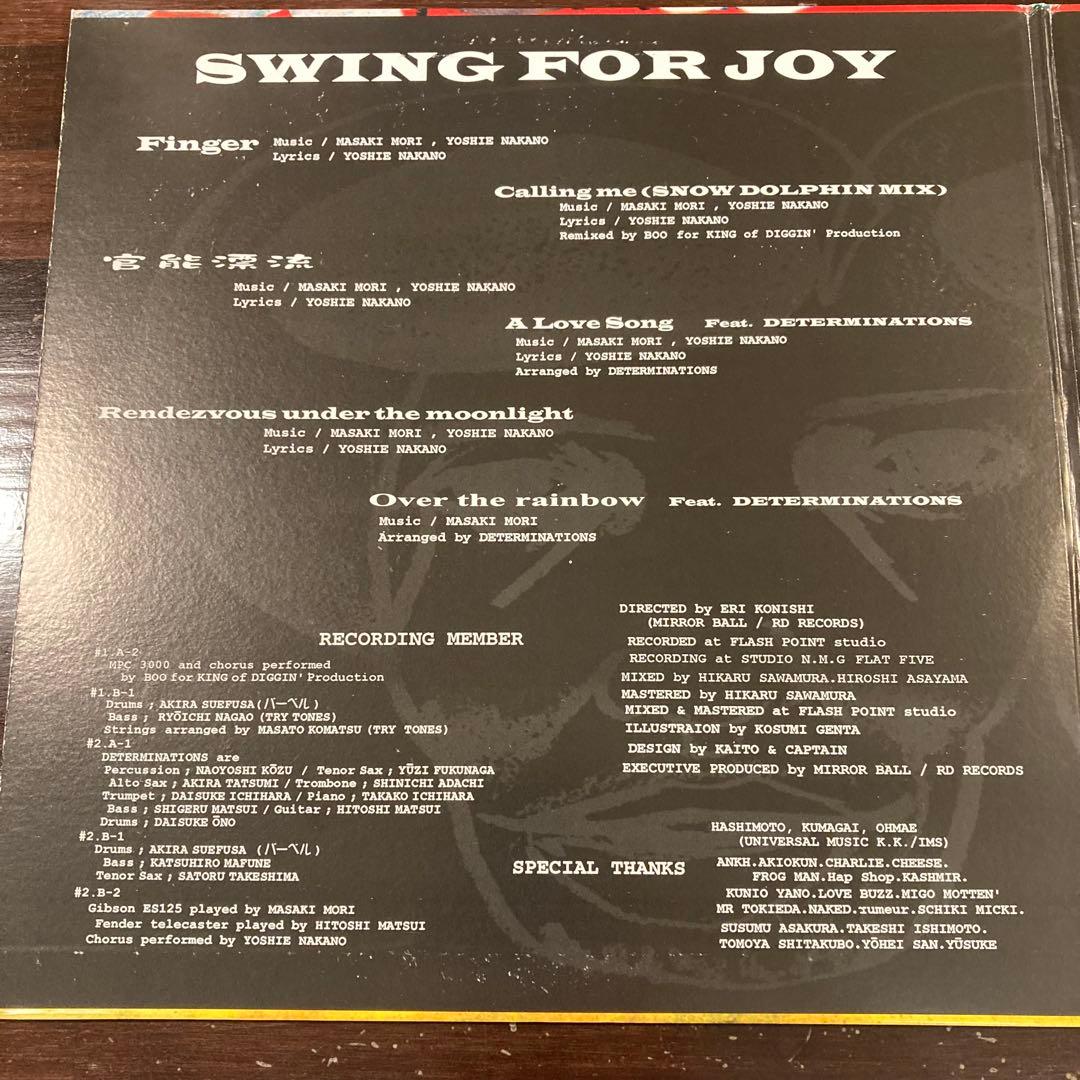 SWING FOR JOY
Finger Music / MASAKI MORI , YOSHIE NAKANO
Lyrics / YOSHIE NAKANO
Calling me (SNOW DOLPHIN MIX)
Music / MASAKI MORI , YOSHIE NAKANO
Lyrics / YOSHIE NAKANO
Remixed by BOO for KING of DIGGIN' Production
官能漂流
Music / MASAKI MORI , YOSHIE NAKANO
Lyrics / YOSHIE NAKANO
A Love Song Feat. DETERMINATIONS
Music / MASAKI MORI , YOSHIE NAKANO
Lyrics / YOSHIE NAKANO
Arranged by DETERMINATIONS
Rendezvous under the moonlight
Music / MASAKI MORI , YOSHIE NAKANO
Lyrics / YOSHIE NAKANO
Over the rainbow Feat. DETERMINATIONS
Music / MASAKI MORI
Arranged by DETERMINATIONS
RECORDING MEMBER
#1.A-2
MPC 3000 and chorus performed
by BOO for KING of DIGGIN' Production
#1.B-1
Drums ; AKIRA SUEFUSA (バーベル)
Bass ; RYŌICHI NAGAO (TRY TONES)
Strings arranged by MASATO KOMATSU (TRY TONES)
#2.A-1
DETERMINATIONS are
Percussion ; NAOYOSHI KŌZU / Tenor Sax ; YŪZI FUKUNAGA
Alto Sax ; AKIRA TATSUMI / Trombone ; SHINICHI ADACHI
Trumpet ; DAISUKE ICHIHARA / Piano ; TAKAKO ICHIHARA
Bass ; SHIGERU MATSUI / Guitar ; HITOSHI MATSUI
Drums ; DAISUKE ŌNO
#2.B-1
Drums ; AKIRA SUEFUSA (バーベル)
Bass ; KATSUHIRO MAFUNE
Tenor Sax ; SATORU TAKESHIMA
#2.B-2
Gibson ES125 played by MASAKI MORI
Fender telecaster played by HITOSHI MATSUI
Chorus performed by YOSHIE NAKANO
DIRECTED by ERI KONISHI
(MIRROR BALL / RD RECORDS)
RECORDED at FLASH POINT studio
RECORDING at STUDIO N.M.G FLAT FIVE
MIXED by HIKARU SAWAMURA.HIROSHI ASAYAMA
MASTERED by HIKARU SAWAMURA
MIXED & MASTERED at FLASH POINT studio
ILLUSTRAION by KOSUMI GENTA
DESIGN by KAITO & CAPTAIN
EXECUTIVE PRODUCED by MIRROR BALL / RD RECORDS
SPECIAL THANKS
HASHIMOTO, KUMAGAI, OHMAE
(UNIVERSAL MUSIC K.K./IMS)
ANKH.AKIOKUN.CHARLIE.CHEESE.
FROG MAN.Hap Shop.KASHMIR.
KUNIO YANO.LOVE BUZZ.MIGO MOTTEN'
MR TOKIEDA.NAKED.rumeur.SCHIKI MICKI.
SUSUMU ASAKURA.TAKESHI ISHIMOTO.
TOMOYA SHITAKUBO.YŌHEI SAN.YŪSUKE